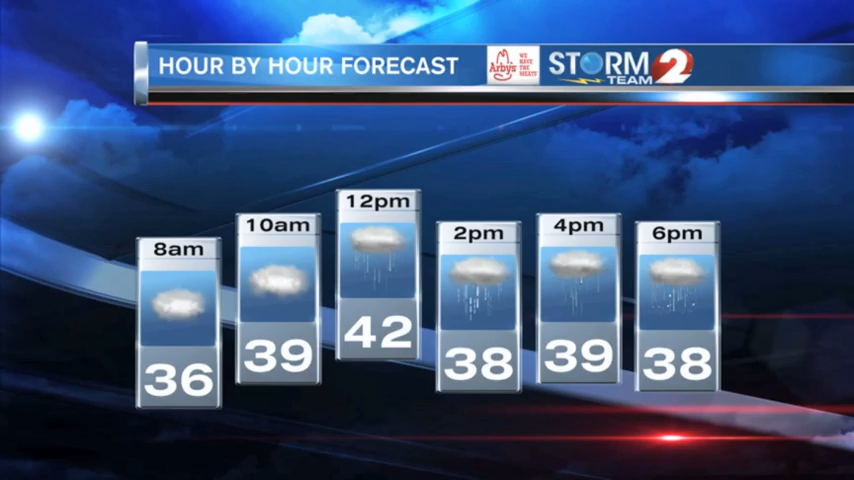 HOUR BY HOUR FORECAST
Arby's
WE
HAVE
THE
MEATS
STORM
TEAM 2
8am
36
10am
39
12pm
42
2pm
38
4pm
39
6pm
38